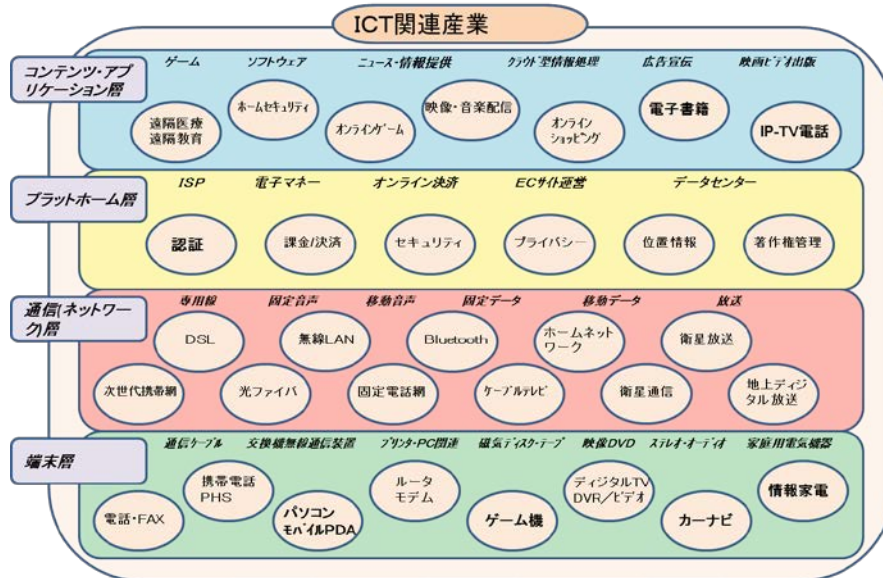 ICT関連産業
コンテンツ・アプ
リケーション層
ゲーム
ソフトウェア
ニュース・情報提供
クラウド型情報処理
広告宣伝
映画ビデオ出版
遠隔医療
遠隔教育
ホームセキュリティ
オンラインゲーム
映像・音楽配信
オンライン
ショッピング
電子書籍
IP-TV電話
プラットホーム層
ISP
電子マネー
オンライン決済
ECサイト運営
データセンター
認証
課金/決済
セキュリティ
プライバシー
位置情報
著作権管理
通信(ネットワー
ク)層
専用線
固定音声
移動音声
固定データ
移動データ
放送
DSL
無線LAN
Bluetooth
ホームネット
ワーク
衛星放送
次世代携帯網
光ファイバ
固定電話網
ケーブルテレビ
衛星通信
地上ディジ
タル放送
端末層
通信ケーブル
交換機無線通信装置
プリンタ・PC関連
磁気ディスク・テープ
映像DVD
ステレオ・オーディオ
家庭用電気機器
電話・FAX
携帯電話
PHS
パソコン
モバイルPDA
ルータ
モデム
ゲーム機
ディジタルTV
DVR/ビデオ
カーナビ
情報家電